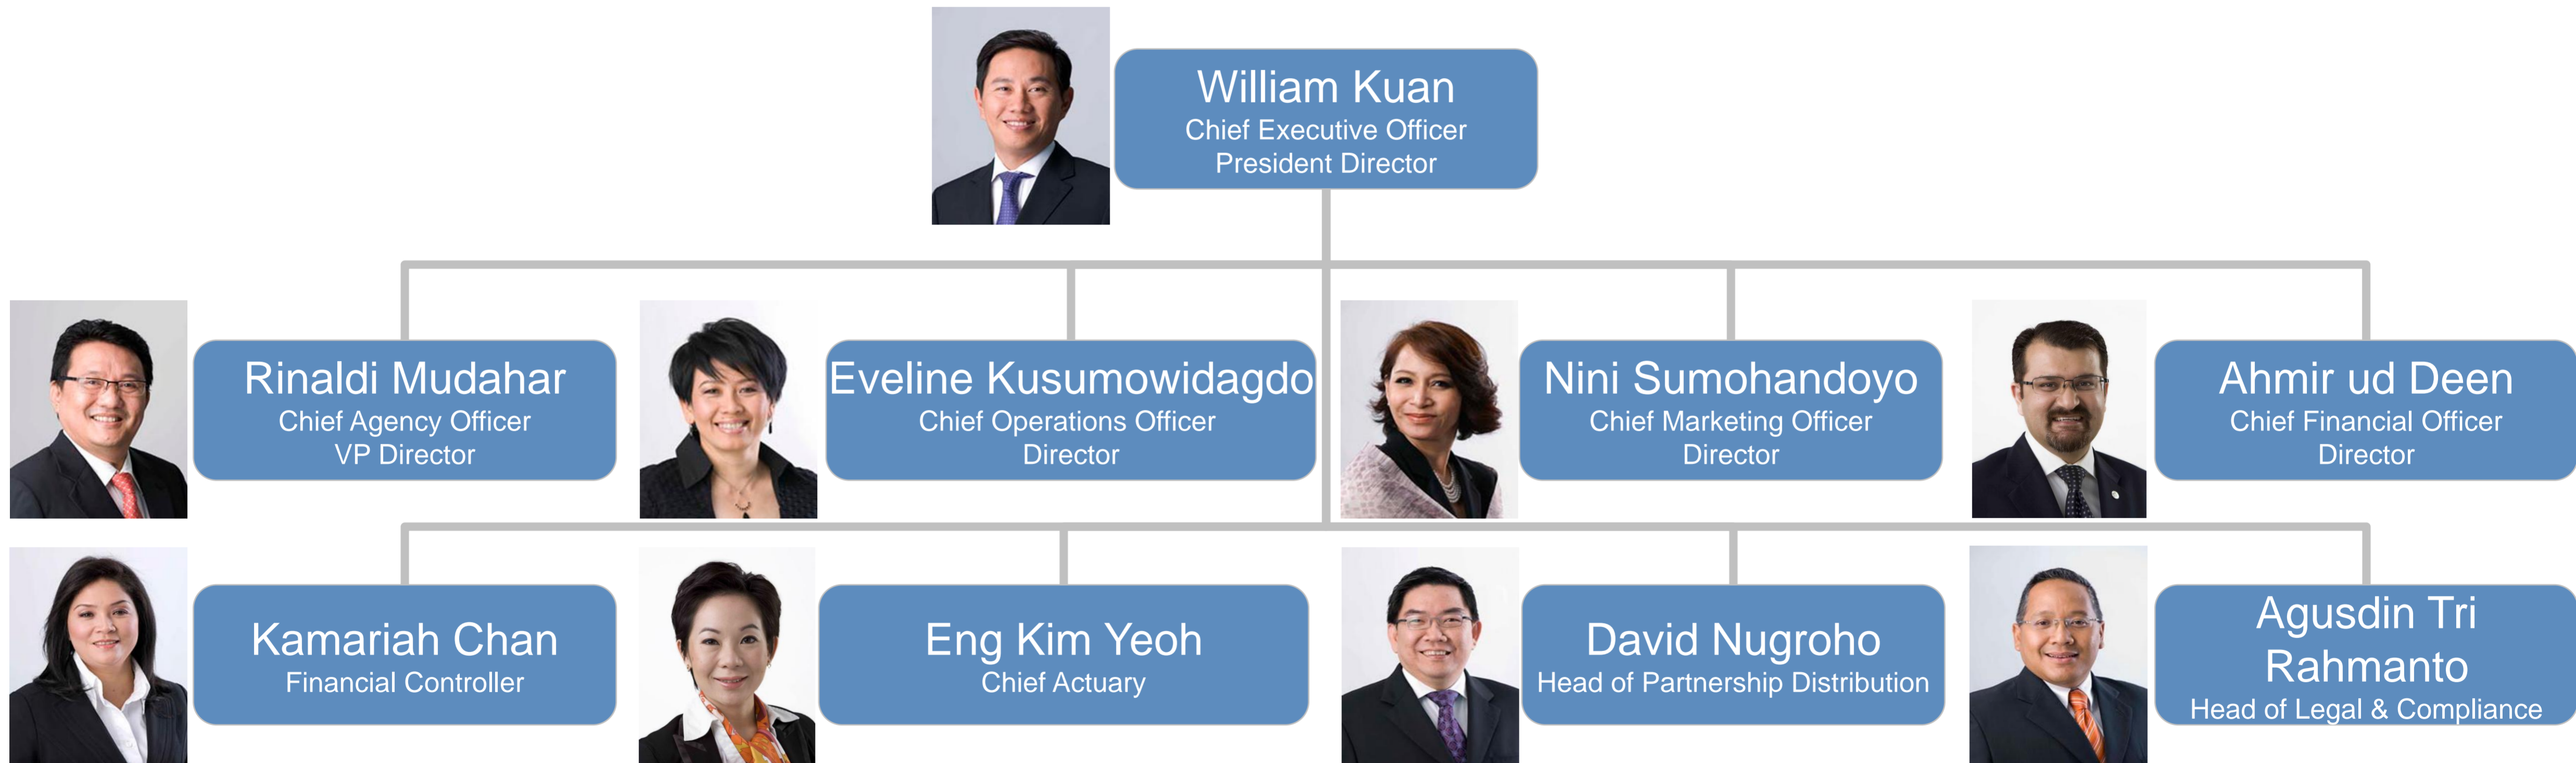 William Kuan
Chief Executive Officer
President Director
Rinaldi Mudahar
Chief Agency Officer
VP Director
Eveline Kusumowidagdo
Chief Operations Officer
Director
Nini Sumohandoyo
Chief Marketing Officer
Director
Ahmir ud Deen
Chief Financial Officer
Director
Kamariah Chan
Financial Controller
Eng Kim Yeoh
Chief Actuary
David Nugroho
Head of Partnership Distribution
Agusdin Tri
Rahmanto
Head of Legal & Compliance